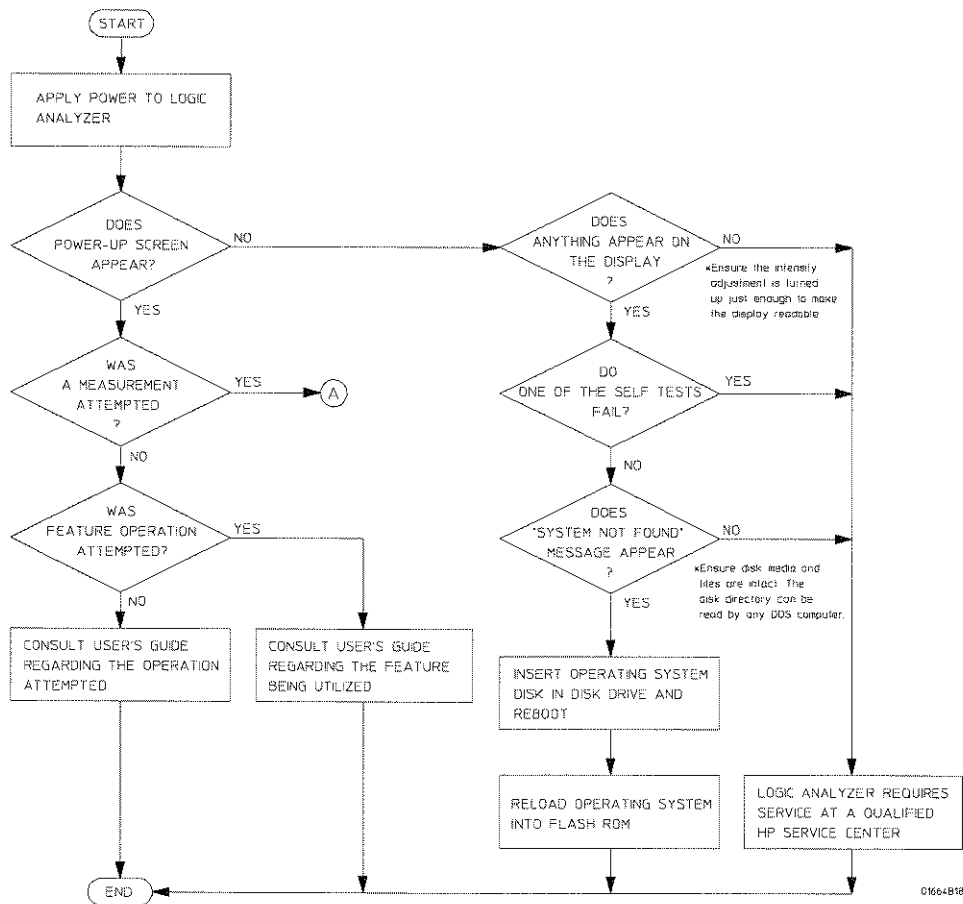 START
APPLY POWER TO LOGIC
ANALYZER
DOES
POWER-UP SCREEN
APPEAR?
NO
YES
WAS
A MEASUREMENT
ATTEMPTED
?
YES
A
NO
WAS
FEATURE OPERATION
ATTEMPTED?
YES
NO
CONSULT USER'S GUIDE
REGARDING THE OPERATION
ATTEMPTED
CONSULT USER'S GUIDE
REGARDING THE FEATURE
BEING UTILIZED
DOES
ANYTHING APPEAR ON
THE DISPLAY
?
NO
*Ensure the intensity
adjustment is turned
up just enough to make
the display readable
YES
DO
ONE OF THE SELF TESTS
FAIL?
YES
NO
DOES
"SYSTEM NOT FOUND"
MESSAGE APPEAR
?
NO
*Ensure disk media and
files are intact. The
disk directory can be
read by any DOS computer.
YES
INSERT OPERATING SYSTEM
DISK IN DISK DRIVE AND
REBOOT
RELOAD OPERATING SYSTEM
INTO FLASH ROM
LOGIC ANALYZER REQUIRES
SERVICE AT A QUALIFIED
HP SERVICE CENTER
END
01664B18